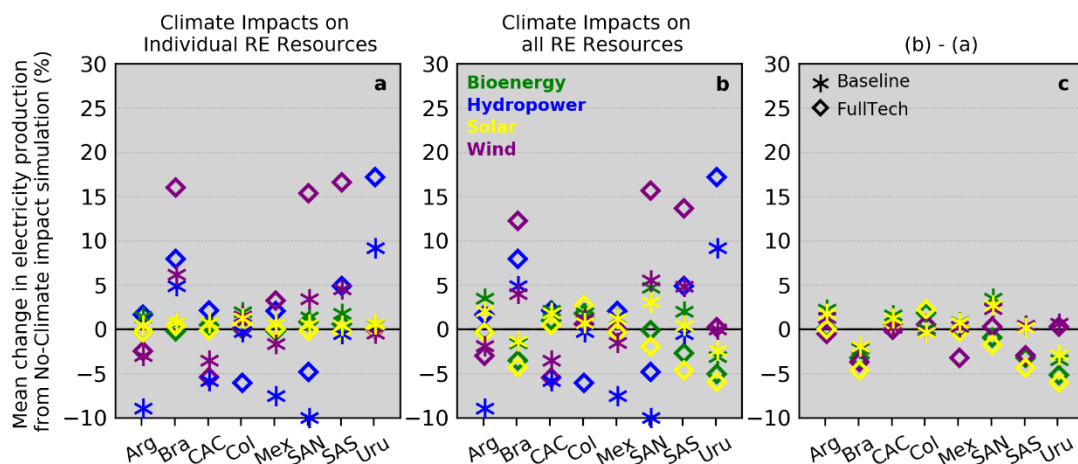 Climate Impacts on
Individual RE Resources
Climate Impacts on
all RE Resources
(b) - (a)
Mean change in electricity production
from No-Climate impact simulation (%)
30
25
20
15
10
5
0
−5
−10
a
Arg
Bra
CAC
Col
Mex
SAN
SAS
Uru
30
25
20
15
10
5
0
−5
−10
Bioenergy
Hydropower
Solar
Wind
b
Arg
Bra
CAC
Col
Mex
SAN
SAS
Uru
30
25
20
15
10
5
0
−5
−10
Baseline
FullTech
c
Arg
Bra
CAC
Col
Mex
SAN
SAS
Uru